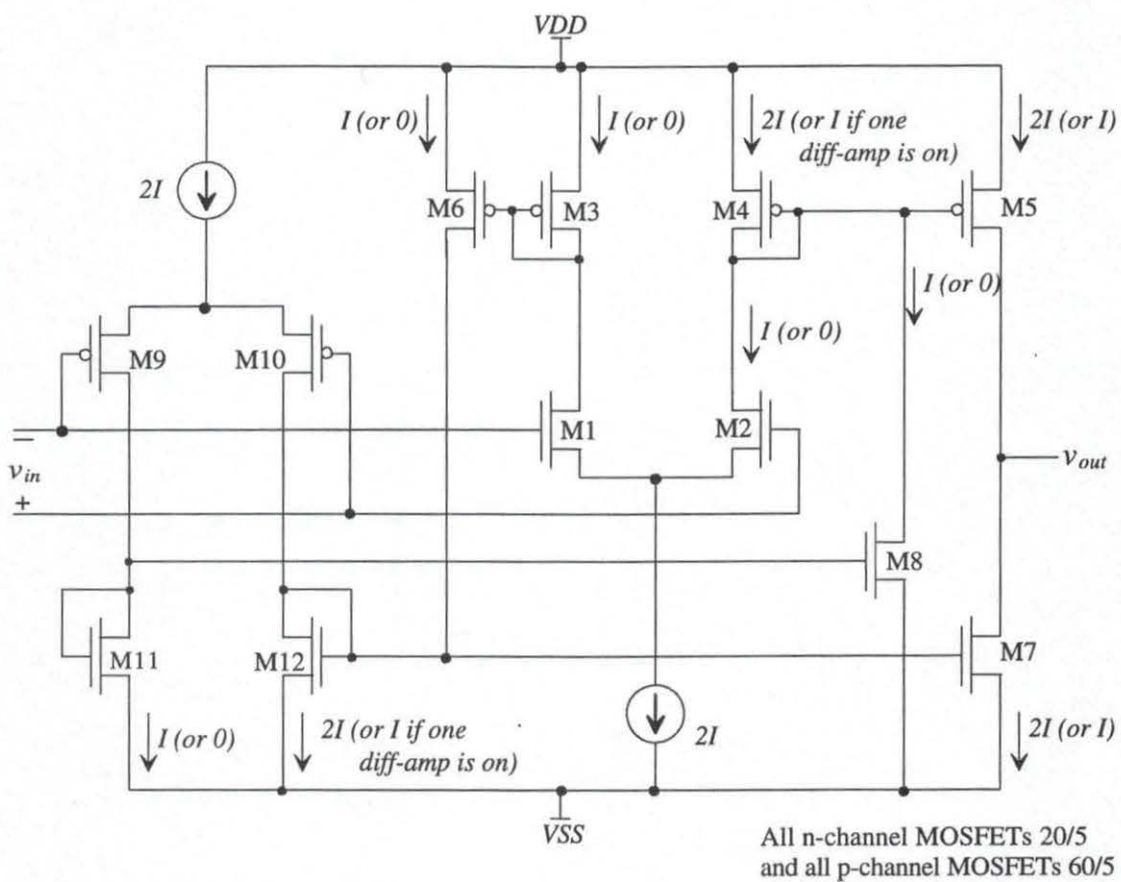 VDD
I (or 0)
I (or 0)
2I (or I if one
diff-amp is on)
2I (or I)
2I
M6
M3
M4
M5
I (or 0)
I (or 0)
M9
M10
M1
M2
−
v_in
+
v_out
M8
M11
M12
M7
I (or 0)
2I (or I if one
diff-amp is on)
2I
2I (or I)
VSS
All n-channel MOSFETs 20/5
and all p-channel MOSFETs 60/5